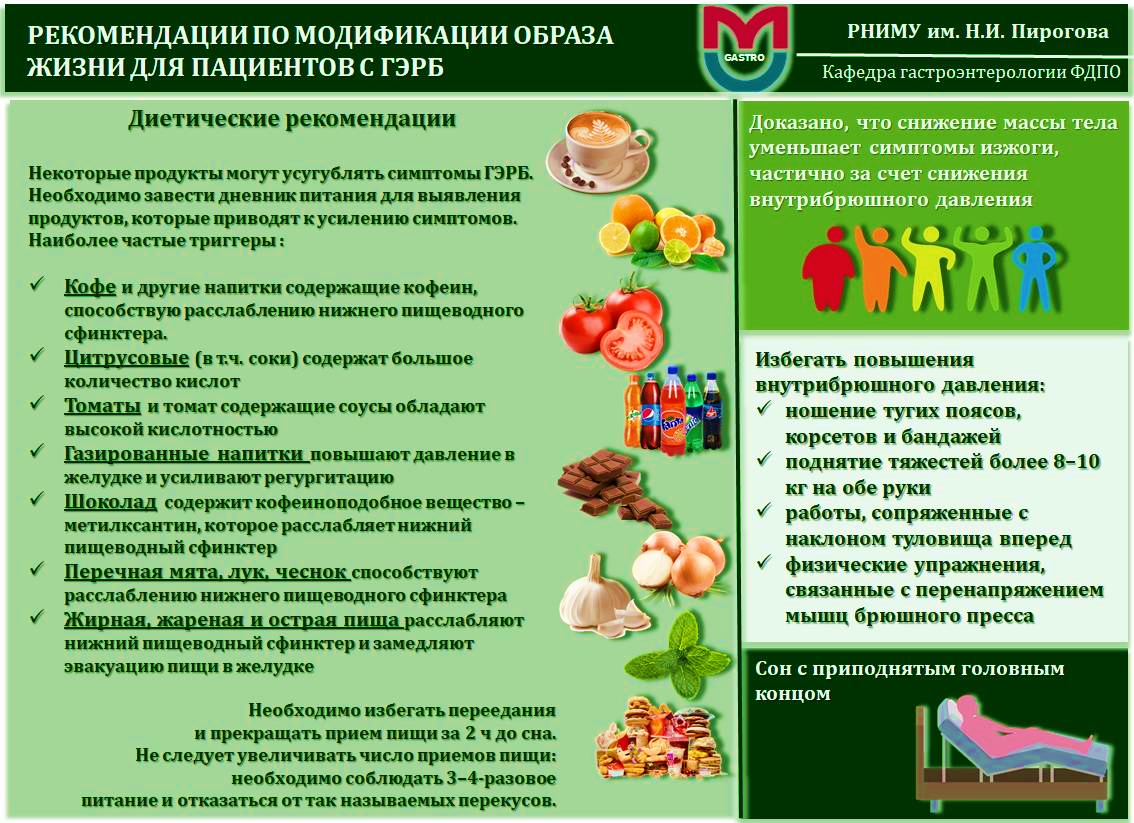 РЕКОМЕНДАЦИИ ПО МОДИФИКАЦИИ ОБРАЗА
ЖИЗНИ ДЛЯ ПАЦИЕНТОВ С ГЭРБ
GASTRO
РНИМУ им. Н.И. Пирогова
Кафедра гастроэнтерологии ФДПО
Диетические рекомендации
Некоторые продукты могут усугублять симптомы ГЭРБ.
Необходимо завести дневник питания для выявления
продуктов, которые приводят к усилению симптомов.
Наиболее частые триггеры :
✓ Кофе и другие напитки содержащие кофеин,
способствую расслаблению нижнего пищеводного
сфинктера.
✓ Цитрусовые (в т.ч. соки) содержат большое
количество кислот
✓ Томаты и томат содержащие соусы обладают
высокой кислотностью
✓ Газированные напитки повышают давление в
желудке и усиливают регургитацию
✓ Шоколад содержит кофеиноподобное вещество –
метилксантин, которое расслабляет нижний
пищеводный сфинктер
✓ Перечная мята, лук, чеснок способствуют
расслаблению нижнего пищеводного сфинктера
✓ Жирная, жареная и острая пища расслабляют
нижний пищеводный сфинктер и замедляют
эвакуацию пищи в желудке
Необходимо избегать переедания
и прекращать прием пищи за 2 ч до сна.
Не следует увеличивать число приемов пищи:
необходимо соблюдать 3–4-разовое
питание и отказаться от так называемых перекусов.
Доказано, что снижение массы тела
уменьшает симптомы изжоги,
частично за счет снижения
внутрибрюшного давления
Избегать повышения
внутрибрюшного давления:
✓ ношение тугих поясов,
корсетов и бандажей
✓ поднятие тяжестей более 8–10
кг на обе руки
✓ работы, сопряженные с
наклоном туловища вперед
✓ физические упражнения,
связанные с перенапряжением
мышц брюшного пресса
Сон с приподнятым головным
концом